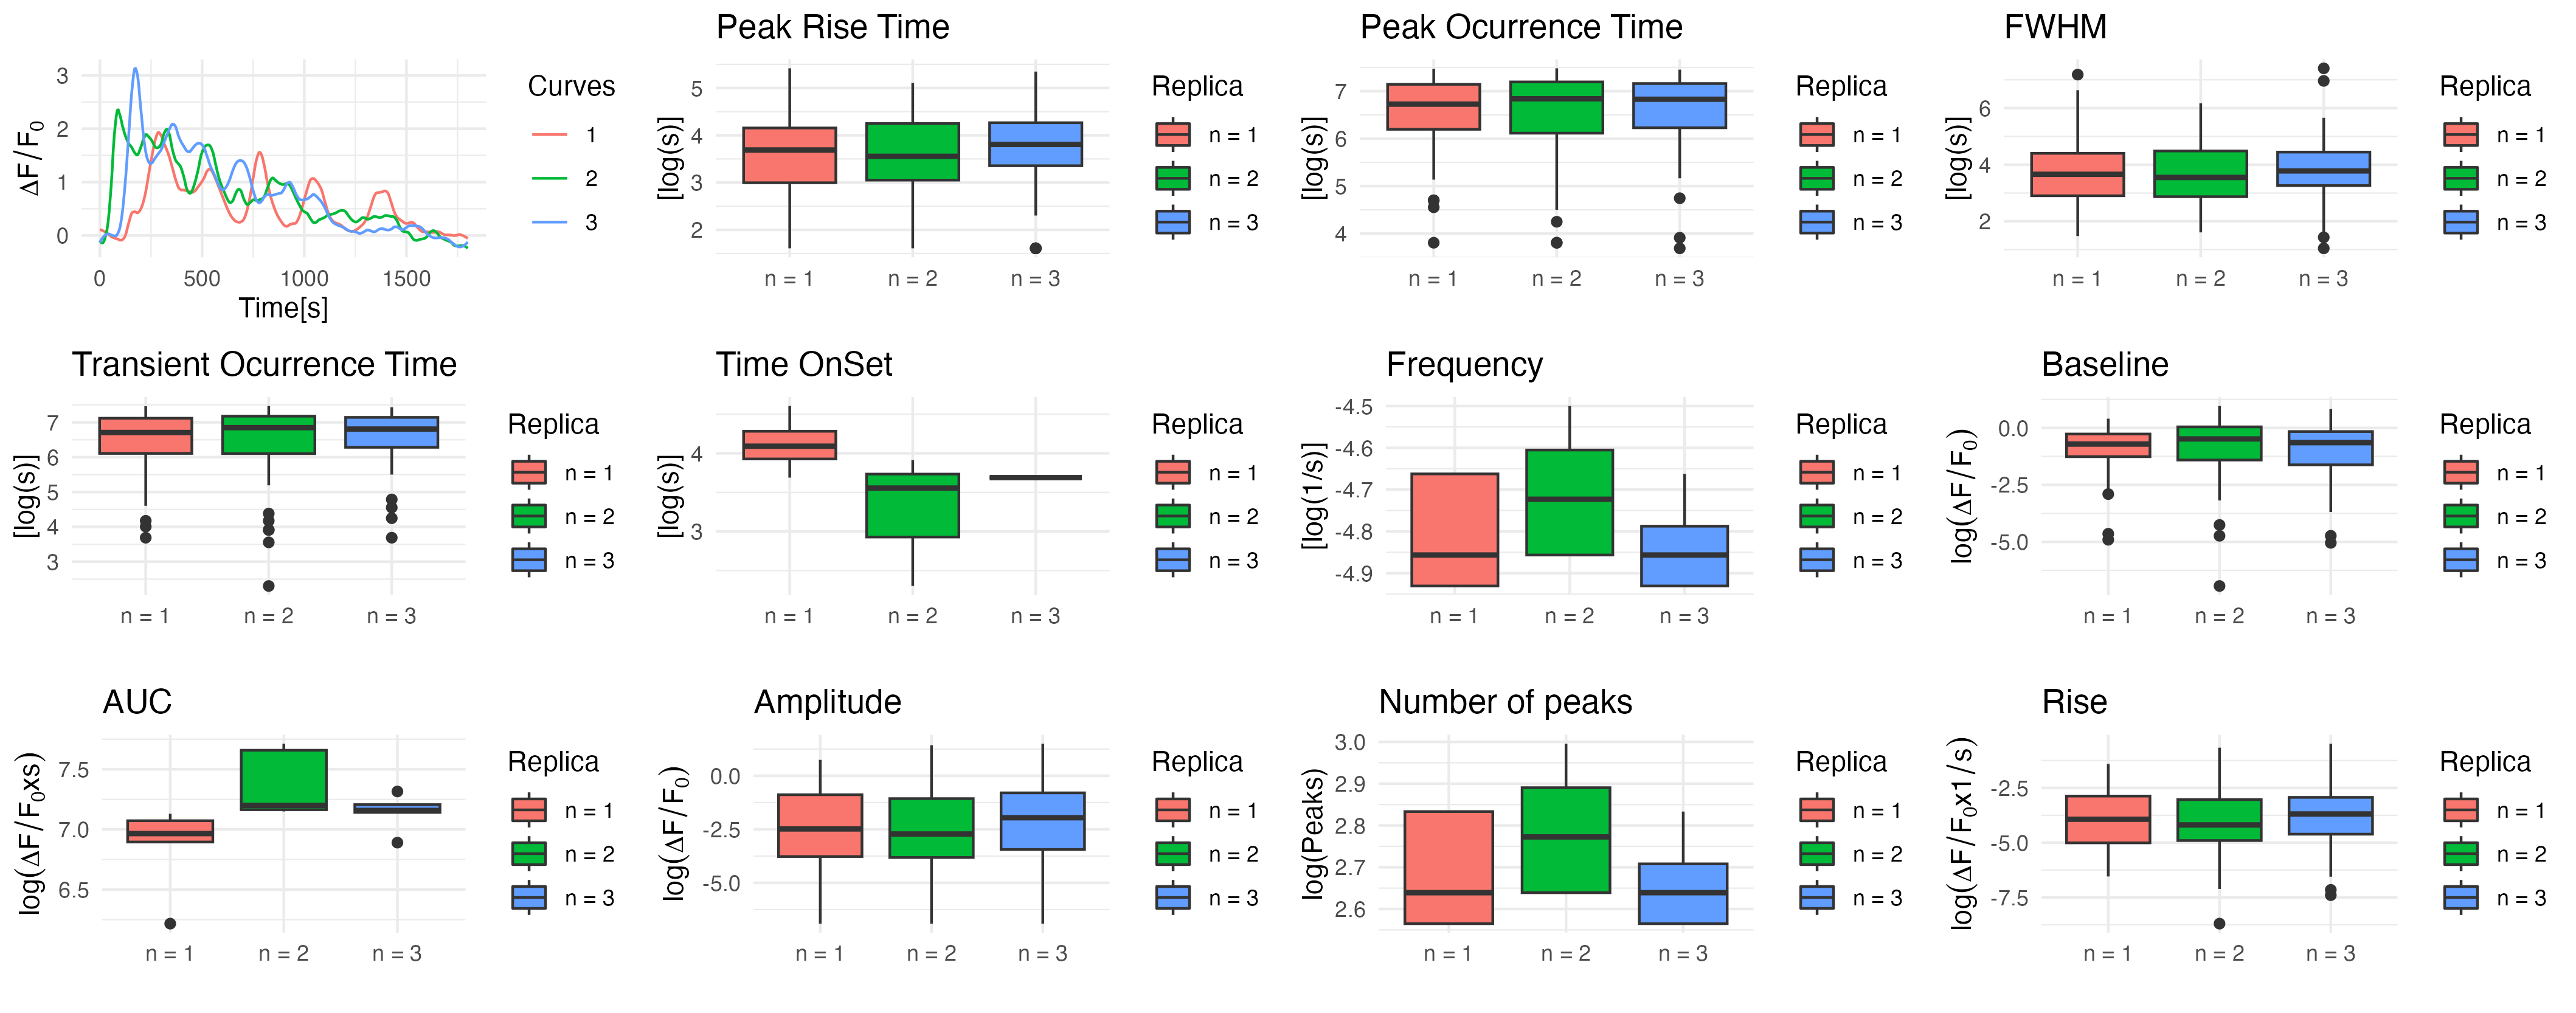 Peak Rise Time
Peak Ocurrence Time
FWHM
ΔF/F₀
3
2
1
0
0
500
1000
1500
Time[s]
Curves
1
2
3
[log(s)]
5
4
3
2
n = 1
n = 2
n = 3
Replica
n = 1
n = 2
n = 3
[log(s)]
7
6
5
4
n = 1
n = 2
n = 3
Replica
n = 1
n = 2
n = 3
[log(s)]
6
4
2
n = 1
n = 2
n = 3
Replica
n = 1
n = 2
n = 3
Transient Ocurrence Time
Time OnSet
Frequency
Baseline
[log(s)]
7
6
5
4
3
n = 1
n = 2
n = 3
Replica
n = 1
n = 2
n = 3
[log(s)]
4
3
n = 1
n = 2
n = 3
Replica
n = 1
n = 2
n = 3
[log(1/s)]
-4.5
-4.6
-4.7
-4.8
-4.9
n = 1
n = 2
n = 3
Replica
n = 1
n = 2
n = 3
log(ΔF/F₀)
0.0
-2.5
-5.0
n = 1
n = 2
n = 3
Replica
n = 1
n = 2
n = 3
AUC
Amplitude
Number of peaks
Rise
log(ΔF/F₀xs)
7.5
7.0
6.5
n = 1
n = 2
n = 3
Replica
n = 1
n = 2
n = 3
log(ΔF/F₀)
0.0
-2.5
-5.0
n = 1
n = 2
n = 3
Replica
n = 1
n = 2
n = 3
log(Peaks)
3.0
2.9
2.8
2.7
2.6
n = 1
n = 2
n = 3
Replica
n = 1
n = 2
n = 3
log(ΔF/F₀x1/s)
-2.5
-5.0
-7.5
n = 1
n = 2
n = 3
Replica
n = 1
n = 2
n = 3